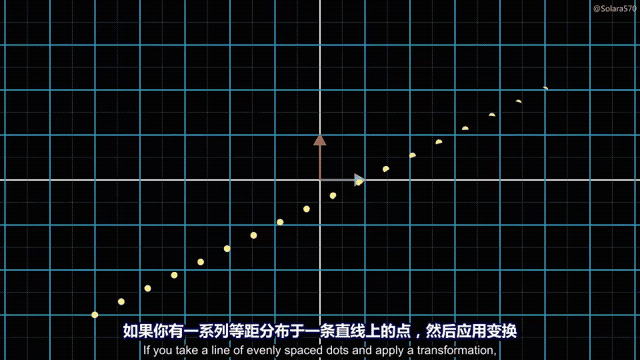 @Solara570
如果你有一系列等距分布于一条直线上的点，然后应用变换
If you take a line of evenly spaced dots and apply a transformation,